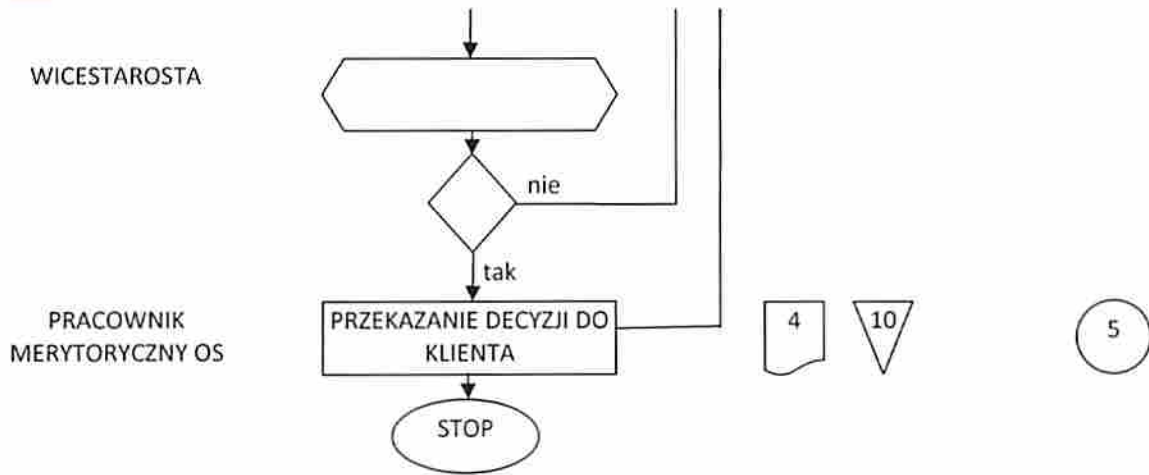 WICESTAROSTA
nie
tak
PRACOWNIK
MERYTORYCZNY OS
PRZEKAZANIE DECYZJI DO
KLIENTA
4
10
5
STOP